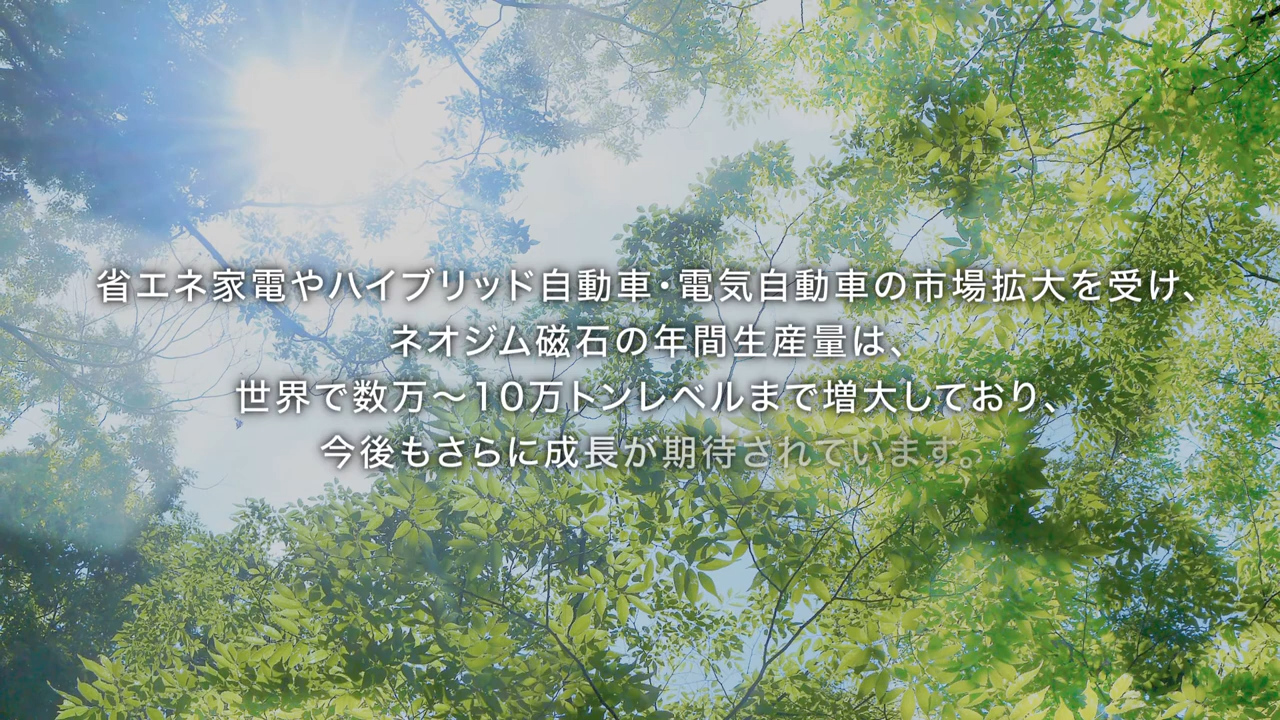 省エネ家電やハイブリッド自動車・電気自動車の市場拡大を受け、
ネオジム磁石の年間生産量は、
世界で数万～10万トンレベルまで増大しており、
今後もさらに成長が期待されています。